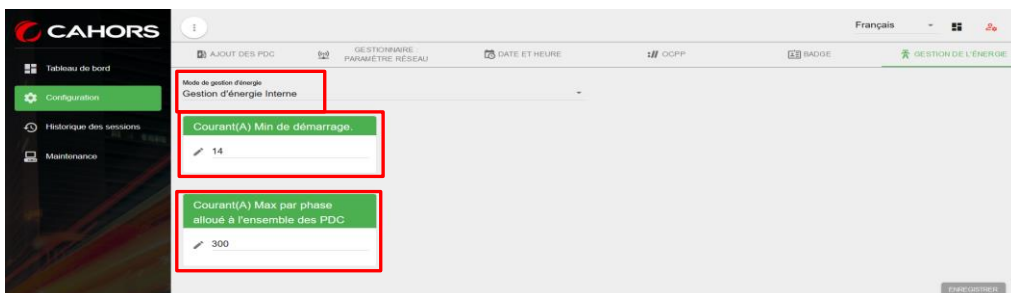 CAHORS
Français
AJOUT DES PDC
GESTIONNAIRE :
PARAMÈTRE RÉSEAU
DATE ET HEURE
:// OCPP
BADGE
GESTION DE L'ÉNERGIE
Tableau de bord
Configuration
Historique des sessions
Maintenance
Mode de gestion d'énergie
Gestion d'énergie Interne
Courant(A) Min de démarrage.
14
Courant(A) Max par phase
alloué à l'ensemble des PDC
300
ENREGISTRER